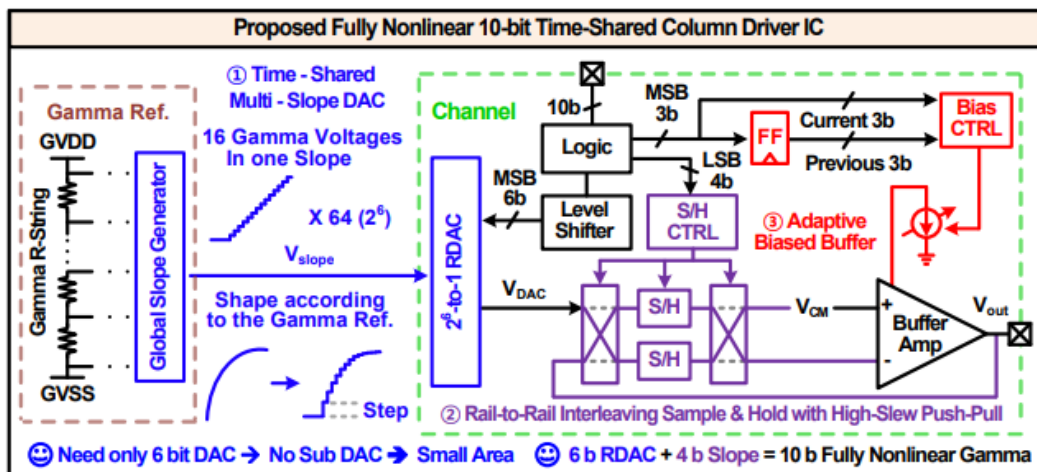 Proposed Fully Nonlinear 10-bit Time-Shared Column Driver IC
① Time - Shared
Multi - Slope DAC
Gamma Ref.
GVDD
Gamma R-String
GVSS
Global Slope Generator
16 Gamma Voltages
In one Slope
X 64 (2⁶)
Vslope
Shape according
to the Gamma Ref.
Step
Channel
10b
Logic
MSB
3b
LSB
4b
MSB
6b
Level
Shifter
2⁶-to-1 RDAC
FF
Current 3b
Previous 3b
Bias
CTRL
S/H
CTRL
③ Adaptive
Biased Buffer
VDAC
S/H
S/H
VCM
+
-
Buffer
Amp
Vout
② Rail-to-Rail Interleaving Sample & Hold with High-Slew Push-Pull
Need only 6 bit DAC → No Sub DAC → Small Area
6 b RDAC + 4 b Slope = 10 b Fully Nonlinear Gamma